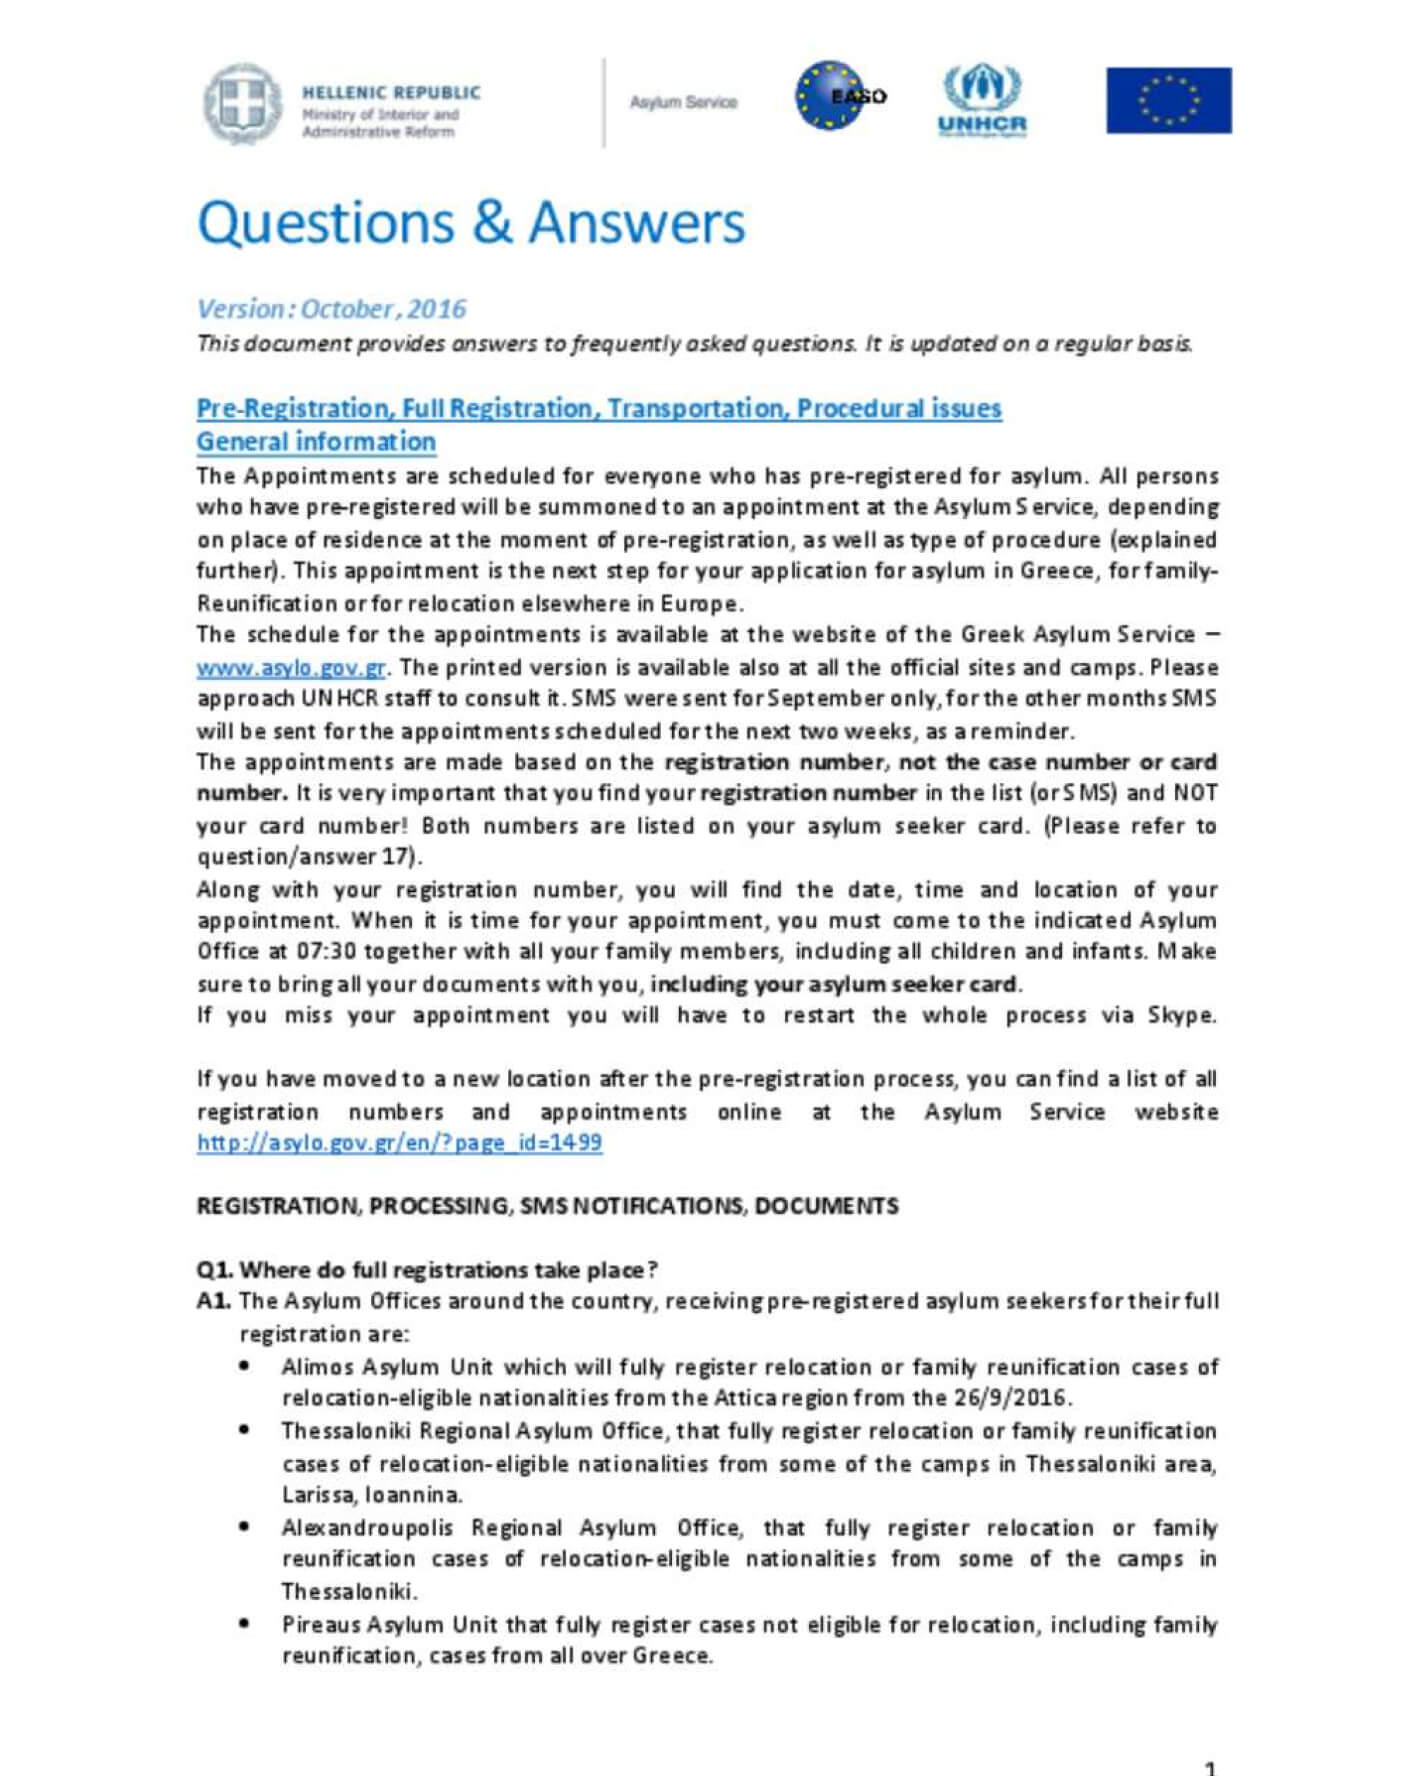 HELLENIC REPUBLIC
Ministry of Interior and
Administrative Reform
Asylum Service
EASO
UNHCR
Questions & Answers
Version: October, 2016
This document provides answers to frequently asked questions. It is updated on a regular basis.
Pre-Registration, Full Registration, Transportation, Procedural issues
General information
The Appointments are scheduled for everyone who has pre-registered for asylum. All persons
who have pre-registered will be summoned to an appointment at the Asylum Service, depending
on place of residence at the moment of pre-registration, as well as type of procedure (explained
further). This appointment is the next step for your application for asylum in Greece, for family-
Reunification or for relocation elsewhere in Europe.
The schedule for the appointments is available at the website of the Greek Asylum Service –
www.asylo.gov.gr. The printed version is available also at all the official sites and camps. Please
approach UNHCR staff to consult it. SMS were sent for September only, for the other months SMS
will be sent for the appointments scheduled for the next two weeks, as a reminder.
The appointments are made based on the registration number, not the case number or card
number. It is very important that you find your registration number in the list (or SMS) and NOT
your card number! Both numbers are listed on your asylum seeker card. (Please refer to
question/answer 17).
Along with your registration number, you will find the date, time and location of your
appointment. When it is time for your appointment, you must come to the indicated Asylum
Office at 07:30 together with all your family members, including all children and infants. Make
sure to bring all your documents with you, including your asylum seeker card.
If you miss your appointment you will have to restart the whole process via Skype.
If you have moved to a new location after the pre-registration process, you can find a list of all
registration numbers and appointments online at the Asylum Service website
http://asylo.gov.gr/en/?page_id=1499
REGISTRATION, PROCESSING, SMS NOTIFICATIONS, DOCUMENTS
Q1. Where do full registrations take place?
A1. The Asylum Offices around the country, receiving pre-registered asylum seekers for their full
registration are:
• Alimos Asylum Unit which will fully register relocation or family reunification cases of
relocation-eligible nationalities from the Attica region from the 26/9/2016.
• Thessaloniki Regional Asylum Office, that fully register relocation or family reunification
cases of relocation-eligible nationalities from some of the camps in Thessaloniki area,
Larissa, Ioannina.
• Alexandroupolis Regional Asylum Office, that fully register relocation or family
reunification cases of relocation-eligible nationalities from some of the camps in
Thessaloniki.
• Pireaus Asylum Unit that fully register cases not eligible for relocation, including family
reunification, cases from all over Greece.
1